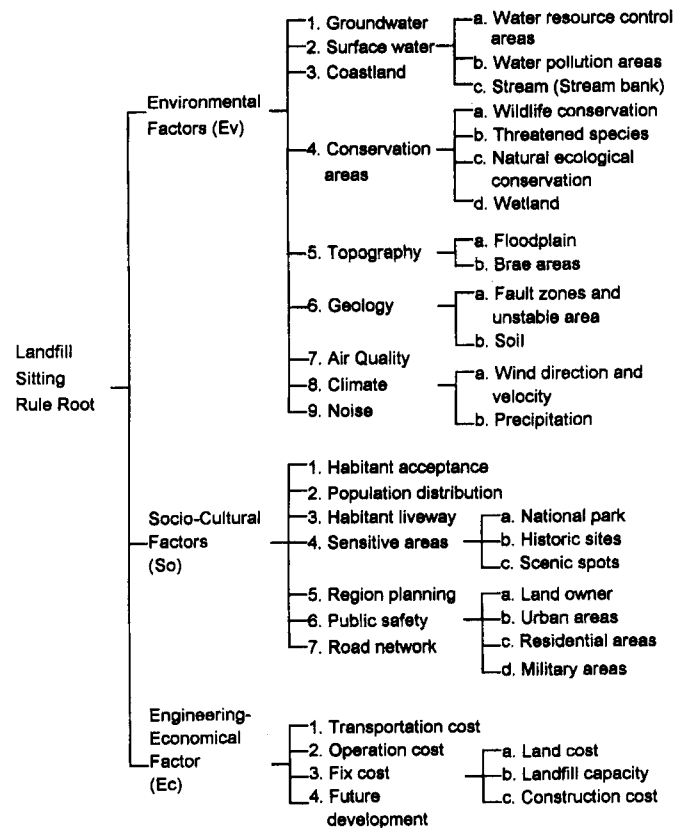 Landfill
Sitting
Rule Root
Environmental
Factors (Ev)
1. Groundwater
2. Surface water
a. Water resource control
areas
b. Water pollution areas
c. Stream (Stream bank)
3. Coastland
4. Conservation
areas
a. Wildlife conservation
b. Threatened species
c. Natural ecological
conservation
d. Wetland
5. Topography
a. Floodplain
b. Brae areas
6. Geology
a. Fault zones and
unstable area
b. Soil
7. Air Quality
8. Climate
a. Wind direction and
velocity
b. Precipitation
9. Noise
Socio-Cultural
Factors
(So)
1. Habitant acceptance
2. Population distribution
3. Habitant liveway
4. Sensitive areas
a. National park
b. Historic sites
c. Scenic spots
5. Region planning
6. Public safety
a. Land owner
b. Urban areas
c. Residential areas
d. Military areas
7. Road network
Engineering-
Economical
Factor
(Ec)
1. Transportation cost
2. Operation cost
3. Fix cost
a. Land cost
b. Landfill capacity
c. Construction cost
4. Future
development